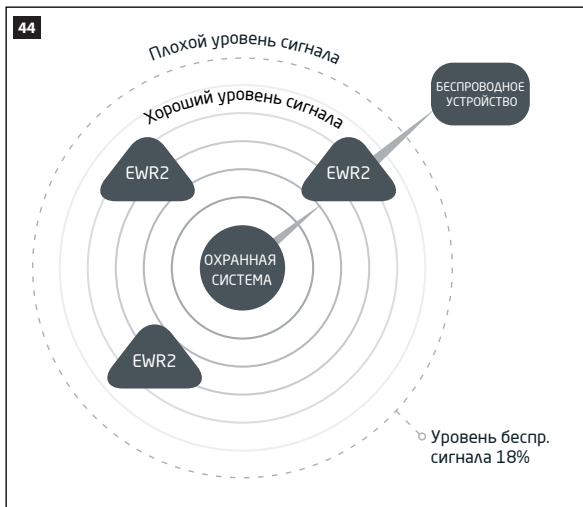 44
Плохой уровень сигнала
Хороший уровень сигнала
БЕСПРОВОДНОЕ
УСТРОЙСТВО
EWR2
EWR2
ОХРАННАЯ
СИСТЕМА
EWR2
Уровень беспр.
сигнала 18%